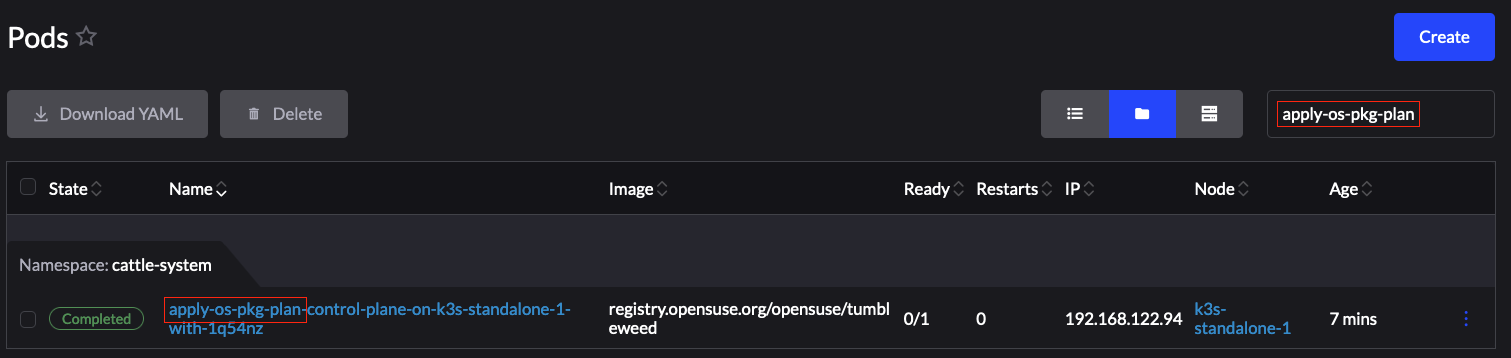 Pods
Create
Download YAML
Delete
apply-os-pkg-plan
State Name Image Ready Restarts IP Node Age
Namespace: cattle-system
Completed
apply-os-pkg-plan-control-plane-on-k3s-standalone-1-
with-1q54nz
registry.opensuse.org/opensuse/tumbl
eweed
0/1
0
192.168.122.94
k3s-
standalone-1
7 mins